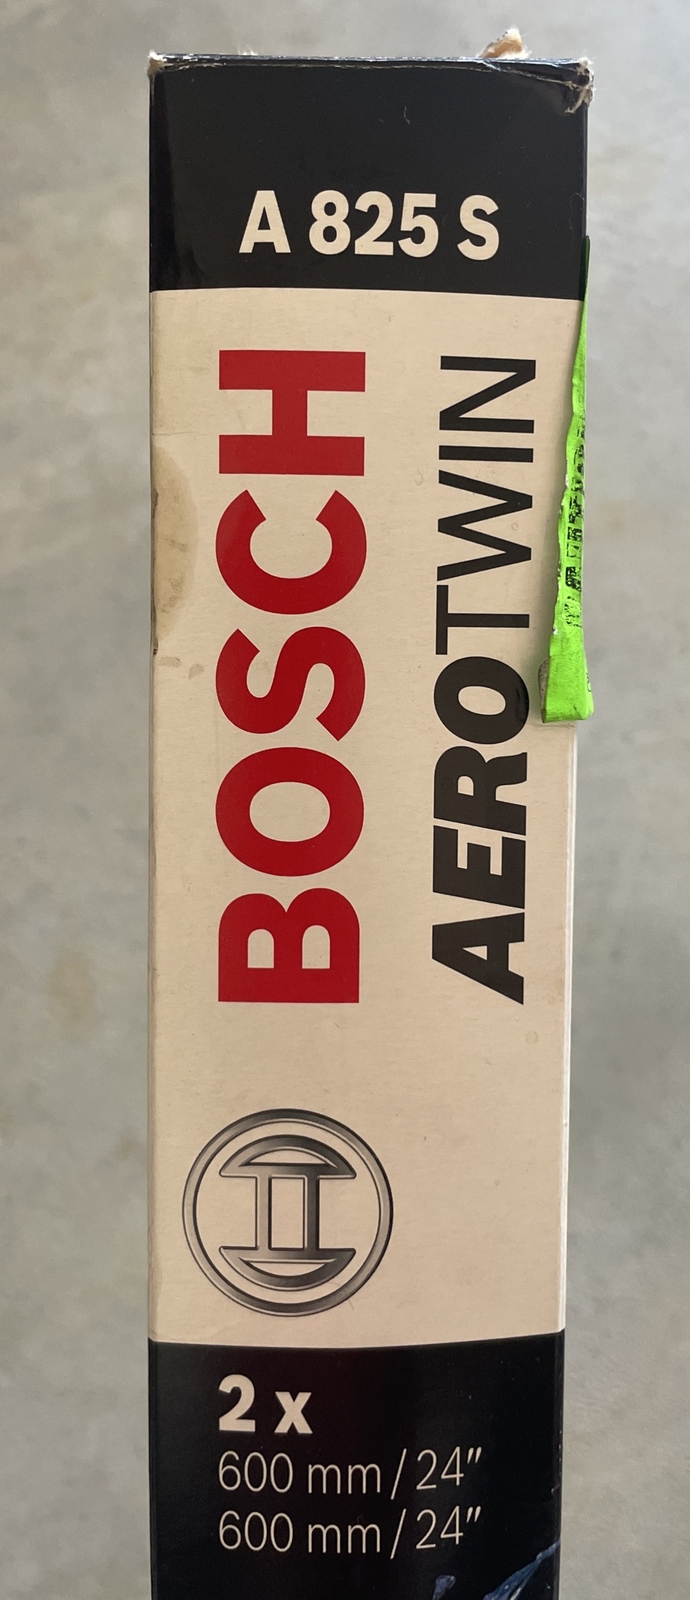 A 825 S
BOSCH
AEROTWIN
2 x
600 mm / 24"
600 mm / 24"